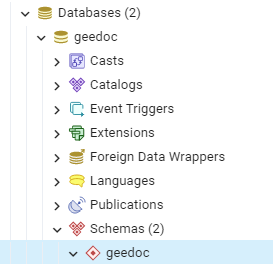 Databases (2)
geedoc
Casts
Catalogs
Event Triggers
Extensions
Foreign Data Wrappers
Languages
Publications
Schemas (2)
geedoc